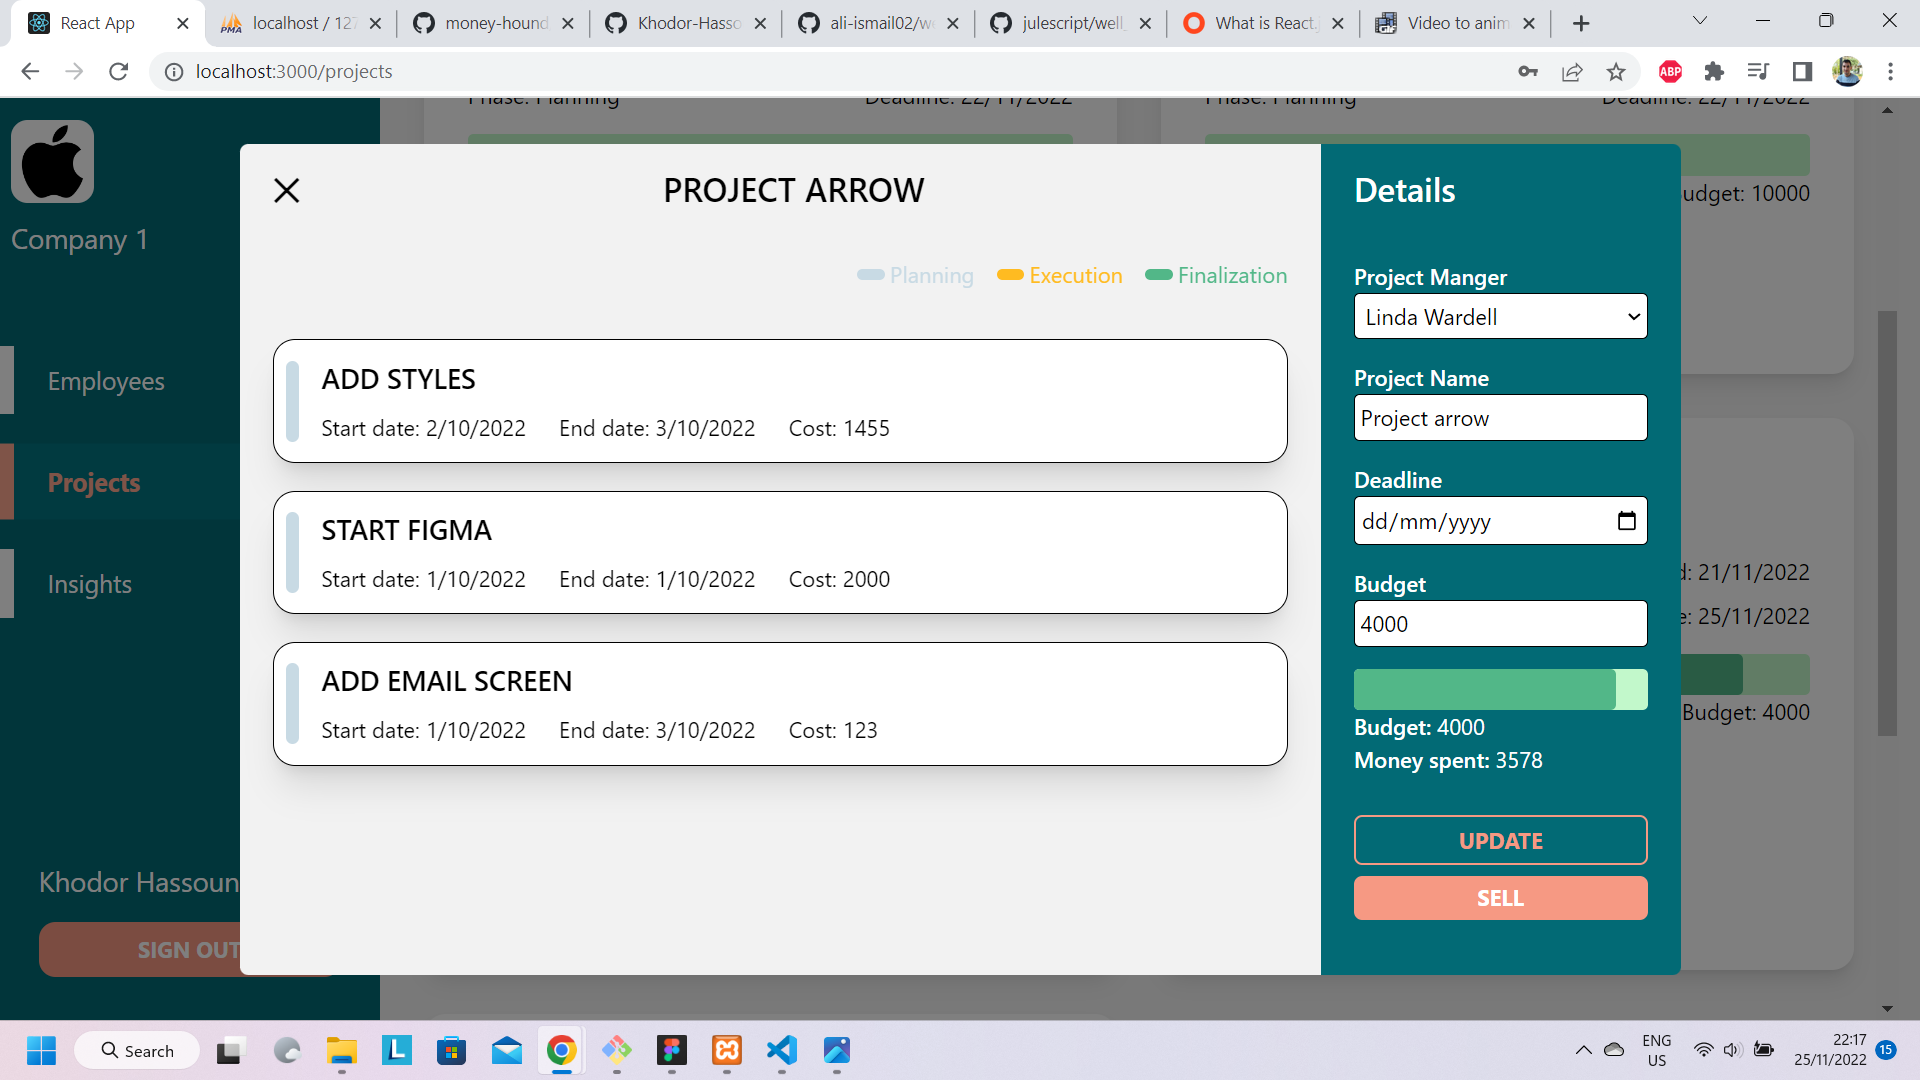 React App
localhost / 127
money-hound
Khodor-Hasso
ali-ismail02/we
julescript/well_
What is React.j
Video to anim
localhost:3000/projects
ABP
Phase: Planning
Deadline: 22/11/2022
Phase: Planning
Deadline: 22/11/2022
udget: 10000
Company 1
Employees
Projects
Insights
Khodor Hassoun
SIGN OUT
PROJECT ARROW
Planning
Execution
Finalization
ADD STYLES
Start date: 2/10/2022 End date: 3/10/2022 Cost: 1455
START FIGMA
Start date: 1/10/2022 End date: 1/10/2022 Cost: 2000
ADD EMAIL SCREEN
Start date: 1/10/2022 End date: 3/10/2022 Cost: 123
Details
Project Manger
Linda Wardell
Project Name
Project arrow
Deadline
dd/mm/yyyy
Budget
4000
Budget: 4000
Money spent: 3578
UPDATE
SELL
d: 21/11/2022
e: 25/11/2022
Budget: 4000
Search
ENG
US
22:17
25/11/2022
15